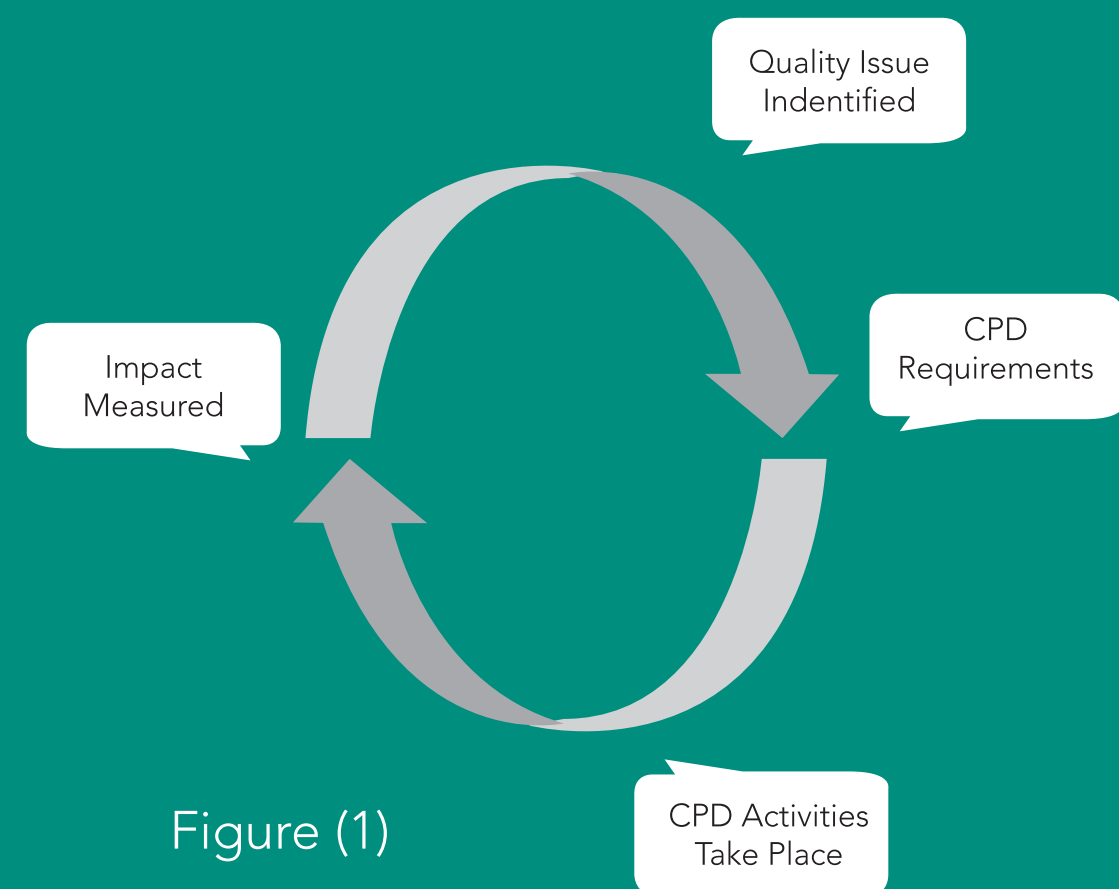 Quality Issue
Indentified
CPD
Requirements
Impact
Measured
CPD Activities
Take Place
Figure (1)